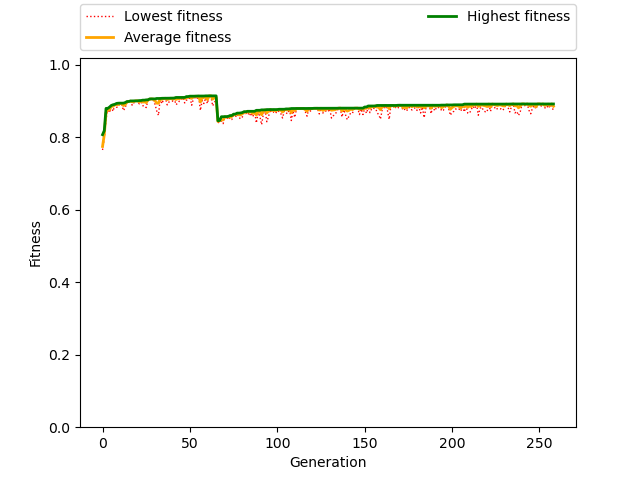 Lowest fitness
Average fitness
Highest fitness
1.0
0.8
0.6
0.4
0.2
0.0
Fitness
0 50 100 150 200 250
Generation